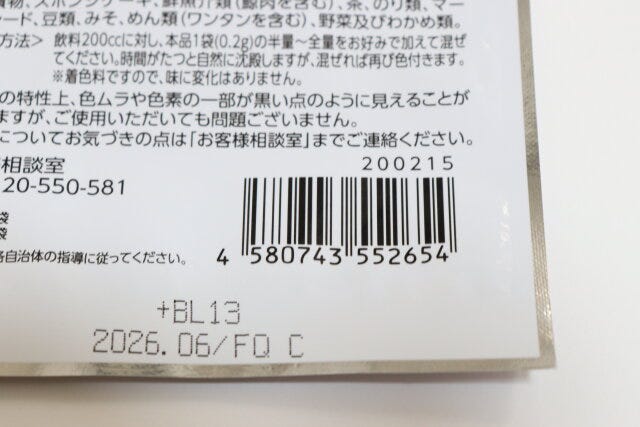 漬物、スポンジケーキ、鮮魚介類(鯨肉を含む)、茶、のり類、マー
ード、豆類、みそ、めん類(ワンタンを含む)、野菜及びわかめ類。
方法> 飲料200ccに対し、本品1袋(0.2g)の半量~全量をお好みで加えて混ぜ
てください。時間がたつと自然に沈殿しますが、混ぜれば再び色付きます。
※着色料ですので、味に変化はありません。
の特性上、色ムラや色素の一部が黒い点のように見えることが
ますが、ご使用いただいても問題ございません。
についてお気づきの点は「お客様相談室」までご連絡ください。
相談室
200215
20-550-581
袋
袋
各自治体の指導に従ってください。
4 580743 552654
+BL13
2026.06/FQ C